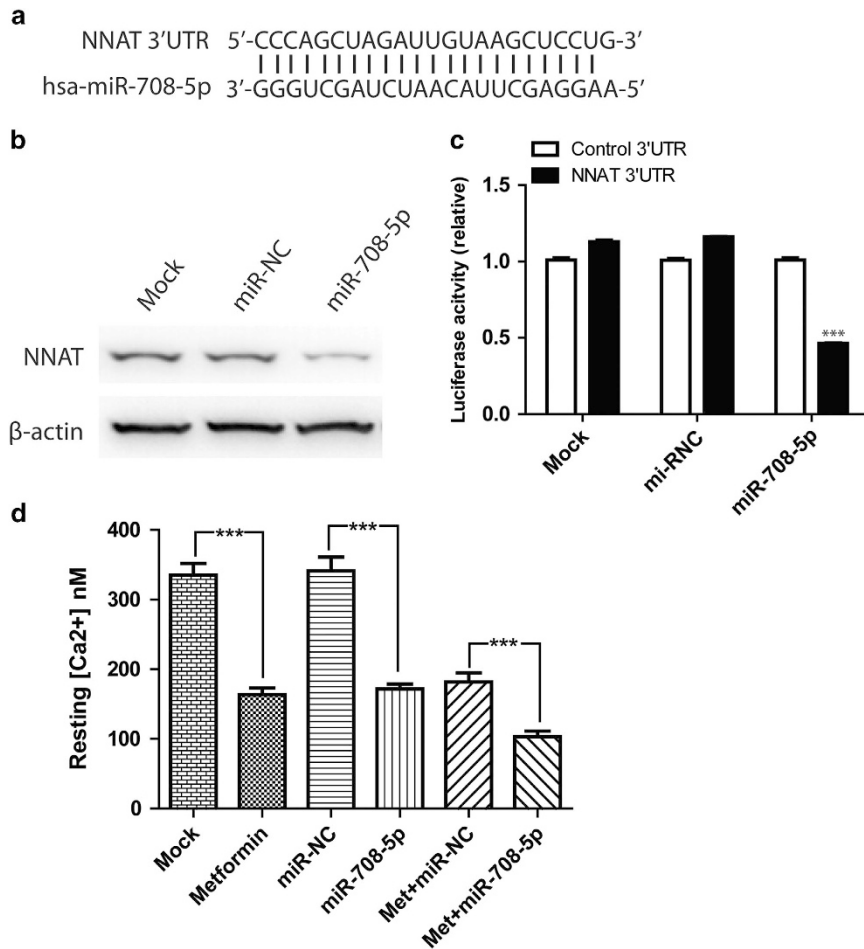 a
NNAT 3'UTR 5'-CCCAGCUAGAUUGUAAGCUCCUG-3'
hsa-miR-708-5p 3'-GGGUCGAUCUAACAUUCGAGGAA-5'
b
Mock
miR-NC
miR-708-5p
NNAT
β-actin
c
Control 3'UTR
NNAT 3'UTR
Luciferase acitvity (relative)
1.5
1.0
0.5
0.0
***
Mock
mi-RNC
miR-708-5p
d
Resting [Ca2+] nM
400
300
200
100
0
***
***
***
Mock
Metformin
miR-NC
miR-708-5p
Met+miR-NC
Met+miR-708-5p